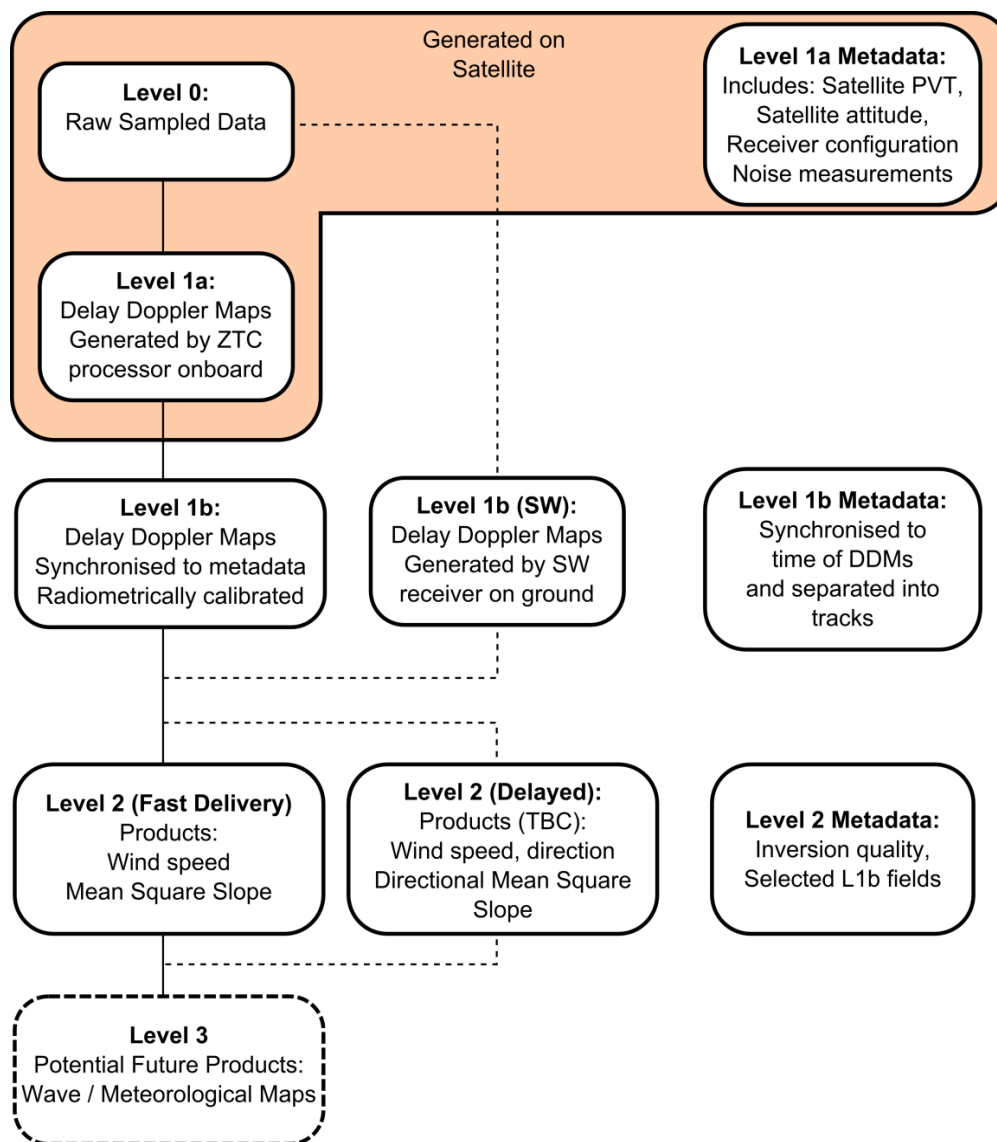 Generated on
Satellite
Level 0:
Raw Sampled Data
Level 1a Metadata:
Includes: Satellite PVT,
Satellite attitude,
Receiver configuration
Noise measurements
Level 1a:
Delay Doppler Maps
Generated by ZTC
processor onboard
Level 1b:
Delay Doppler Maps
Synchronised to metadata
Radiometrically calibrated
Level 1b (SW):
Delay Doppler Maps
Generated by SW
receiver on ground
Level 1b Metadata:
Synchronised to
time of DDMs
and separated into
tracks
Level 2 (Fast Delivery)
Products:
Wind speed
Mean Square Slope
Level 2 (Delayed):
Products (TBC):
Wind speed, direction
Directional Mean Square
Slope
Level 2 Metadata:
Inversion quality,
Selected L1b fields
Level 3
Potential Future Products:
Wave / Meteorological Maps